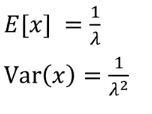 E[x] = 1/λ
Var(x) = 1/λ²